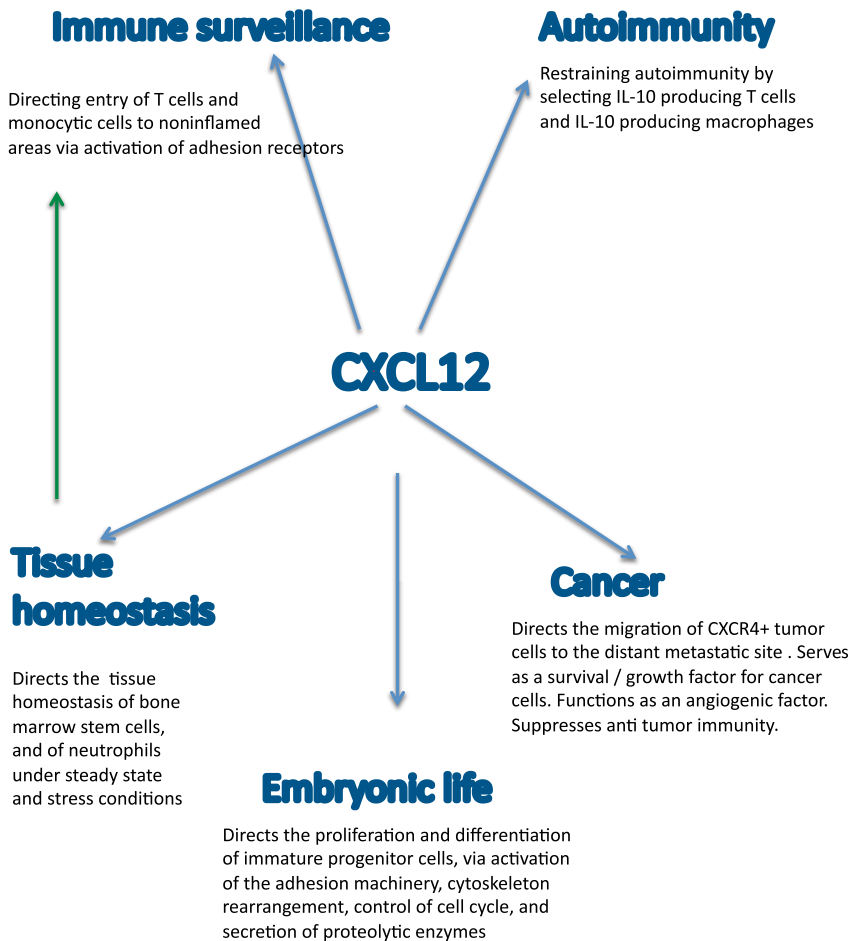 Immune surveillance
Directing entry of T cells and
monocytic cells to noninflamed
areas via activation of adhesion receptors
Autoimmunity
Restraining autoimmunity by
selecting IL-10 producing T cells
and IL-10 producing macrophages
CXCL12
Tissue
homeostasis
Directs the tissue
homeostasis of bone
marrow stem cells,
and of neutrophils
under steady state
and stress conditions
Cancer
Directs the migration of CXCR4+ tumor
cells to the distant metastatic site . Serves
as a survival / growth factor for cancer
cells. Functions as an angiogenic factor.
Suppresses anti tumor immunity.
Embryonic life
Directs the proliferation and differentiation
of immature progenitor cells, via activation
of the adhesion machinery, cytoskeleton
rearrangement, control of cell cycle, and
secretion of proteolytic enzymes